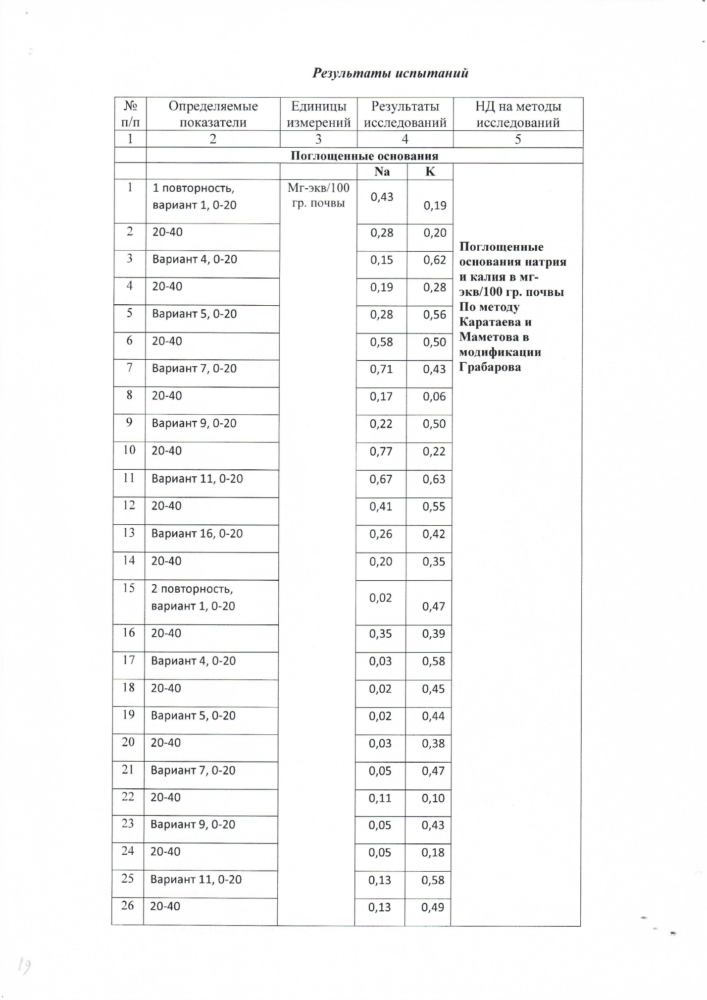 Результаты испытаний
№ п/п Определяемые показатели Единицы измерений Результаты исследований НД на методы исследований
1 2 3 4 5
Поглощенные основания
Na K
1 1 повторность, вариант 1, 0-20 Мг-экв/100 гр. почвы 0,43 0,19
2 20-40 0,28 0,20
3 Вариант 4, 0-20 0,15 0,62
4 20-40 0,19 0,28
5 Вариант 5, 0-20 0,28 0,56
6 20-40 0,58 0,50
7 Вариант 7, 0-20 0,71 0,43
8 20-40 0,17 0,06
9 Вариант 9, 0-20 0,22 0,50
10 20-40 0,77 0,22
11 Вариант 11, 0-20 0,67 0,63
12 20-40 0,41 0,55
13 Вариант 16, 0-20 0,26 0,42
14 20-40 0,20 0,35
15 2 повторность, вариант 1, 0-20 0,02 0,47
16 20-40 0,35 0,39
17 Вариант 4, 0-20 0,03 0,58
18 20-40 0,02 0,45
19 Вариант 5, 0-20 0,02 0,44
20 20-40 0,03 0,38
21 Вариант 7, 0-20 0,05 0,47
22 20-40 0,11 0,10
23 Вариант 9, 0-20 0,05 0,43
24 20-40 0,05 0,18
25 Вариант 11, 0-20 0,13 0,58
26 20-40 0,13 0,49
Поглощенные
основания натрия
и калия в мг-
экв/100 гр. почвы
По методу
Каратаева и
Маметова в
модификации
Грабарова
19